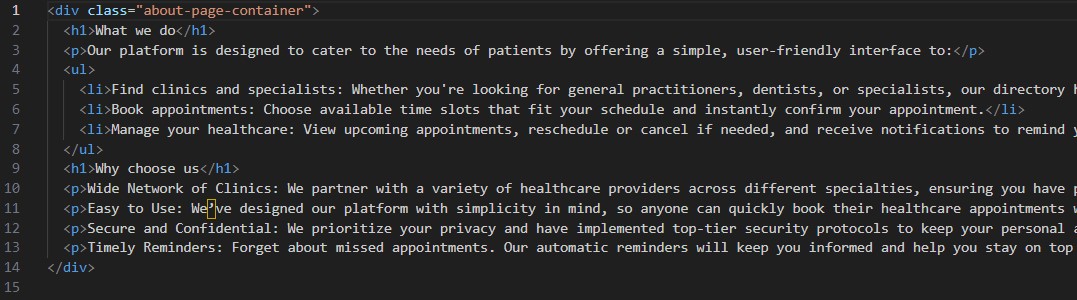 1 <div class="about-page-container">
2 <h1>What we do</h1>
3 <p>Our platform is designed to cater to the needs of patients by offering a simple, user-friendly interface to:</p>
4 <ul>
5 <li>Find clinics and specialists: Whether you're looking for general practitioners, dentists, or specialists, our directory
6 <li>Book appointments: Choose available time slots that fit your schedule and instantly confirm your appointment.</li>
7 <li>Manage your healthcare: View upcoming appointments, reschedule or cancel if needed, and receive notifications to remind
8 </ul>
9 <h1>Why choose us</h1>
10 <p>Wide Network of Clinics: We partner with a variety of healthcare providers across different specialties, ensuring you have
11 <p>Easy to Use: We’ve designed our platform with simplicity in mind, so anyone can quickly book their healthcare appointments
12 <p>Secure and Confidential: We prioritize your privacy and have implemented top-tier security protocols to keep your personal
13 <p>Timely Reminders: Forget about missed appointments. Our automatic reminders will keep you informed and help you stay on top
14 </div>
15